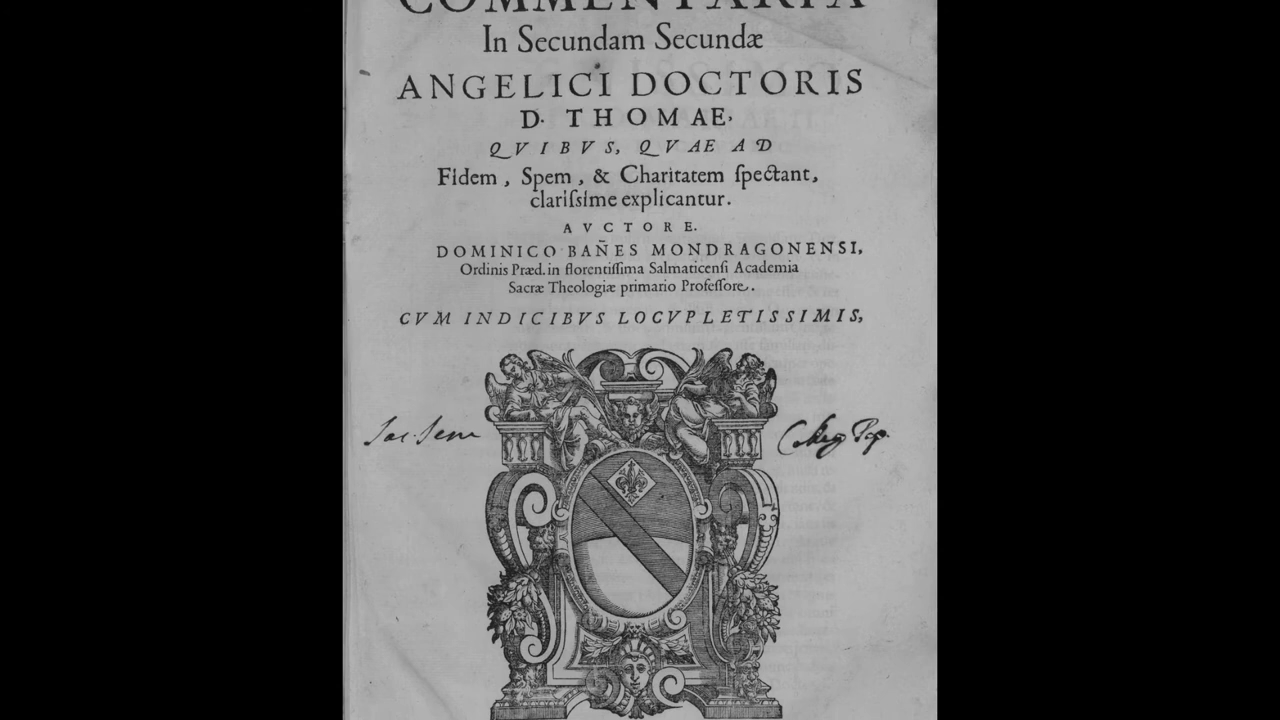 COMMENTARIA
In Secundam Secundæ
ANGELICI DOCTORIS
D. THOMAE,
QVIBVS, QVAE AD
Fidem, Spem, & Charitatem ſpectant,
clariſsime explicantur.
AVCTORE.
DOMINICO BAÑES MONDRAGONENSI,
Ordinis Præd. in florentiſſima Salmaticenſi Academia
Sacræ Theologiæ primario Profeſſore.
CVM INDICIBVS LOCVPLETISSIMIS,